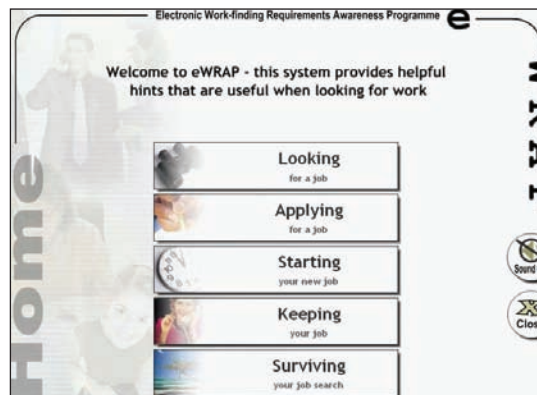 Electronic Work-finding Requirements Awareness Programme e
Welcome to eWRAP - this system provides helpful
hints that are useful when looking for work
Home
Looking
for a job
Applying
for a job
Starting
your new job
Keeping
your job
Surviving
your job search
Sound
Clos